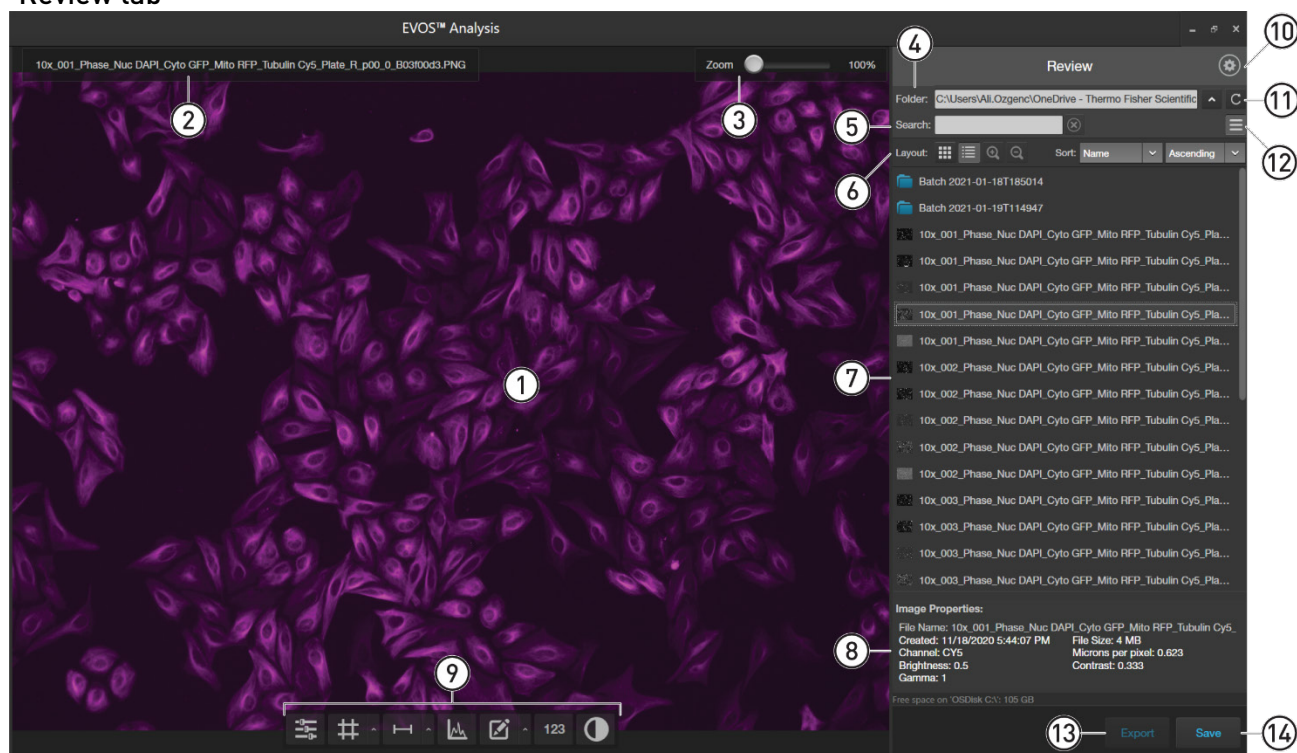 Review tab
EVOS™ Analysis
10
4
10x_001_Phase_Nuc DAPI_Cyto GFP_Mito RFP_Tubulin Cy5_Plate_R_p00_0_B03f00d3.PNG
Zoom 100%
Review
2
3
Folder: C:\Users\Ali.Ozgenc\OneDrive - Thermo Fisher Scientific
11
5
Search:
12
6
Layout: Sort: Name Ascending
Batch 2021-01-18T185014
Batch 2021-01-19T114947
10x_001_Phase_Nuc DAPI_Cyto GFP_Mito RFP_Tubulin Cy5_Pla...
10x_001_Phase_Nuc DAPI_Cyto GFP_Mito RFP_Tubulin Cy5_Pla...
10x_001_Phase_Nuc DAPI_Cyto GFP_Mito RFP_Tubulin Cy5_Pla...
10x_001_Phase_Nuc DAPI_Cyto GFP_Mito RFP_Tubulin Cy5_Pla...
10x_001_Phase_Nuc DAPI_Cyto GFP_Mito RFP_Tubulin Cy5_Pla...
1
7
10x_002_Phase_Nuc DAPI_Cyto GFP_Mito RFP_Tubulin Cy5_Pla...
10x_002_Phase_Nuc DAPI_Cyto GFP_Mito RFP_Tubulin Cy5_Pla...
10x_002_Phase_Nuc DAPI_Cyto GFP_Mito RFP_Tubulin Cy5_Pla...
10x_002_Phase_Nuc DAPI_Cyto GFP_Mito RFP_Tubulin Cy5_Pla...
10x_002_Phase_Nuc DAPI_Cyto GFP_Mito RFP_Tubulin Cy5_Pla...
10x_003_Phase_Nuc DAPI_Cyto GFP_Mito RFP_Tubulin Cy5_Pla...
10x_003_Phase_Nuc DAPI_Cyto GFP_Mito RFP_Tubulin Cy5_Pla...
10x_003_Phase_Nuc DAPI_Cyto GFP_Mito RFP_Tubulin Cy5_Pla...
10x_003_Phase_Nuc DAPI_Cyto GFP_Mito RFP_Tubulin Cy5_Pla...
Image Properties:
File Name: 10x_001_Phase_Nuc DAPI_Cyto GFP_Mito RFP_Tubulin Cy5_
Created: 11/18/2020 5:44:07 PM File Size: 4 MB
8
Channel: CY5 Microns per pixel: 0.623
Brightness: 0.5 Contrast: 0.333
Gamma: 1
9
Free space on 'OSDisk C:\': 105 GB
123
13
Export
Save
14